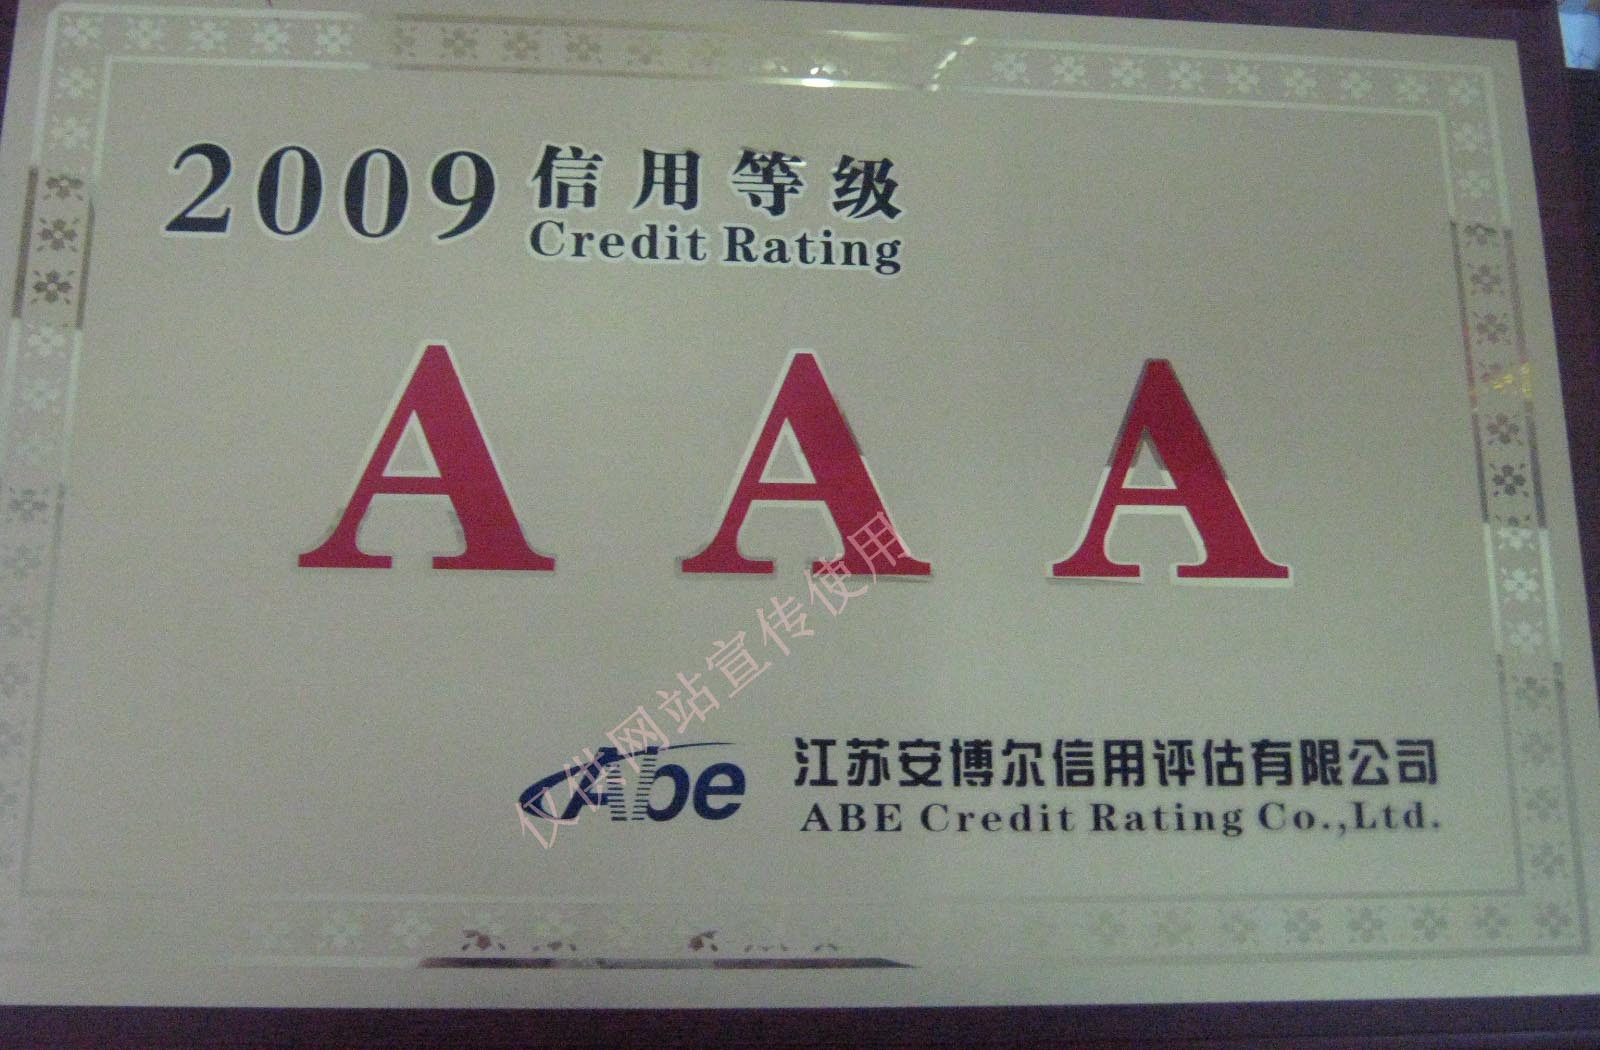 2009 信用等级
Credit Rating
A A A
仅供网站宣传使用
Abe
江苏安博尔信用评估有限公司
ABE Credit Rating Co.,Ltd.